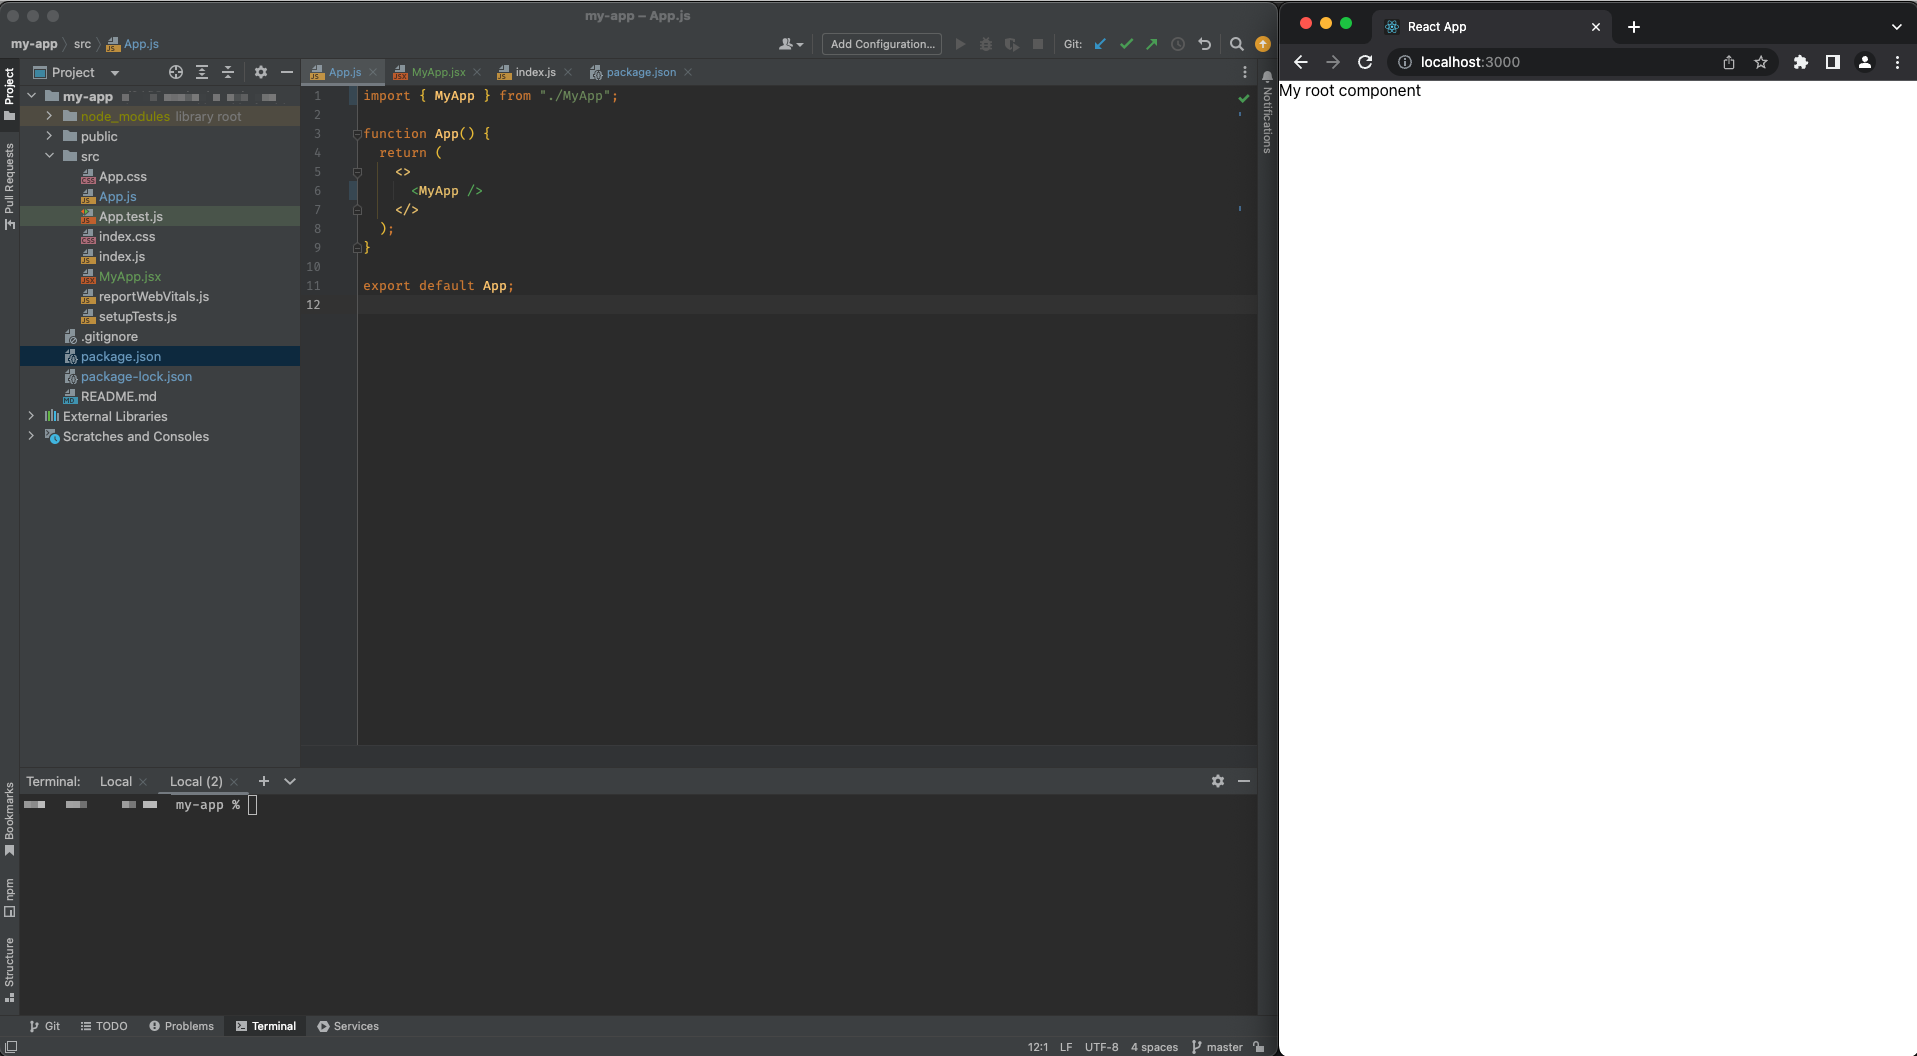 my-app – App.js
my-app src App.js
Add Configuration...
Git:
Project
App.js
MyApp.jsx
index.js
package.json
my-app
node_modules library root
public
src
App.css
App.js
App.test.js
index.css
index.js
MyApp.jsx
reportWebVitals.js
setupTests.js
.gitignore
package.json
package-lock.json
README.md
External Libraries
Scratches and Consoles
Project
Pull Requests
Bookmarks
npm
Structure
1 import { MyApp } from "./MyApp";
2
3 function App() {
4 return (
5 <>
6 <MyApp />
7 </>
8 );
9 }
10
11 export default App;
12
Notifications
Terminal: Local Local (2)
my-app %
Git TODO Problems Terminal Services
12:1 LF UTF-8 4 spaces master
React App
localhost:3000
My root component